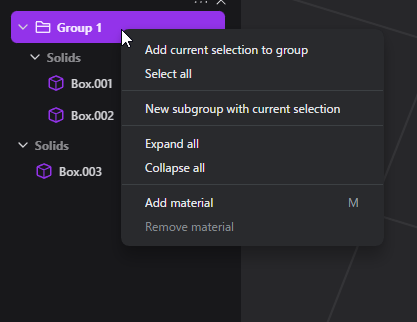 Group 1
Solids
Box.001
Box.002
Solids
Box.003
Add current selection to group
Select all
New subgroup with current selection
Expand all
Collapse all
Add material M
Remove material